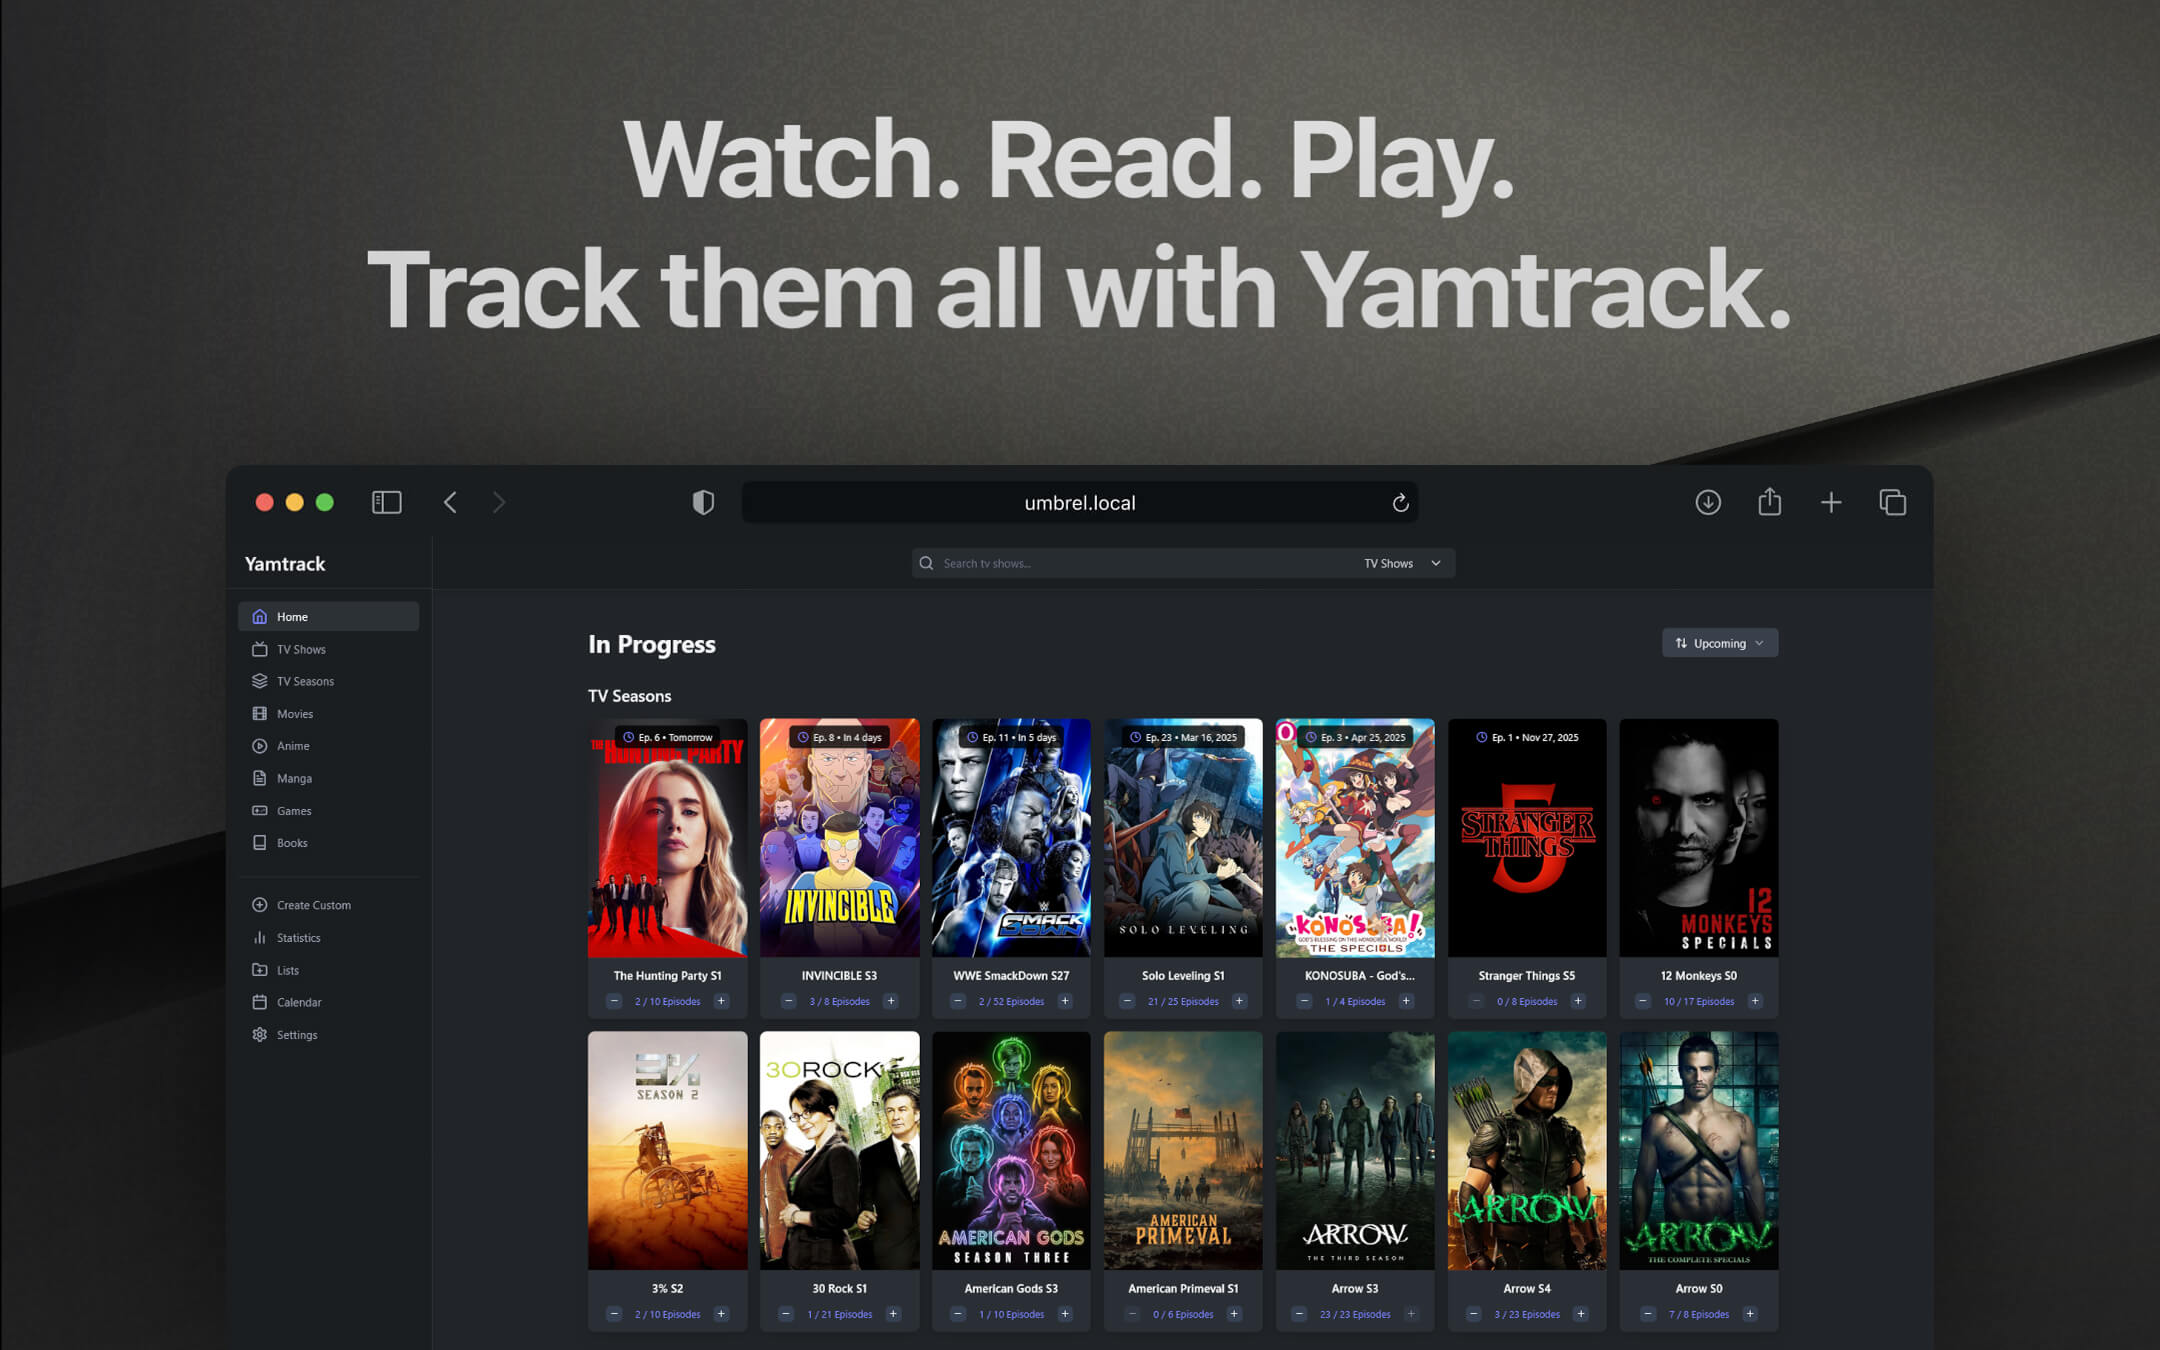 Watch. Read. Play.
Track them all with Yamtrack.
umbrel.local
Yamtrack
Search tv shows...
TV Shows
Home
TV Shows
TV Seasons
Movies
Anime
Manga
Games
Books
Create Custom
Statistics
Lists
Calendar
Settings
In Progress
Upcoming
TV Seasons
Ep. 6 • Tomorrow
THE HUNTING PARTY
The Hunting Party S1
2 / 10 Episodes
Ep. 8 • In 4 days
INVINCIBLE
INVINCIBLE S3
3 / 8 Episodes
Ep. 11 • In 5 days
SMACK
DOWN
WWE SmackDown S27
2 / 52 Episodes
Ep. 23 • Mar 16, 2025
SOLO LEVELING
Solo Leveling S1
21 / 25 Episodes
Ep. 3 • Apr 25, 2025
KONOSUBA!
GOD'S BLESSING ON THIS WONDERFUL WORLD!
THE SPECIALS
KONOSUBA - God's...
1 / 4 Episodes
Ep. 1 • Nov 27, 2025
5
STRANGER
THINGS
Stranger Things S5
0 / 8 Episodes
12
MONKEYS
SPECIALS
12 Monkeys S0
10 / 17 Episodes
3%
SEASON 2
3% S2
2 / 10 Episodes
30ROCK
30 Rock S1
1 / 21 Episodes
AMERICAN GODS
SEASON THREE
American Gods S3
1 / 10 Episodes
AMERICAN
PRIMEVAL
American Primeval S1
0 / 6 Episodes
ARROW
THE THIRD SEASON
Arrow S3
23 / 23 Episodes
ARROW
Arrow S4
3 / 23 Episodes
ARROW
THE COMPLETE SPECIALS
Arrow S0
7 / 8 Episodes